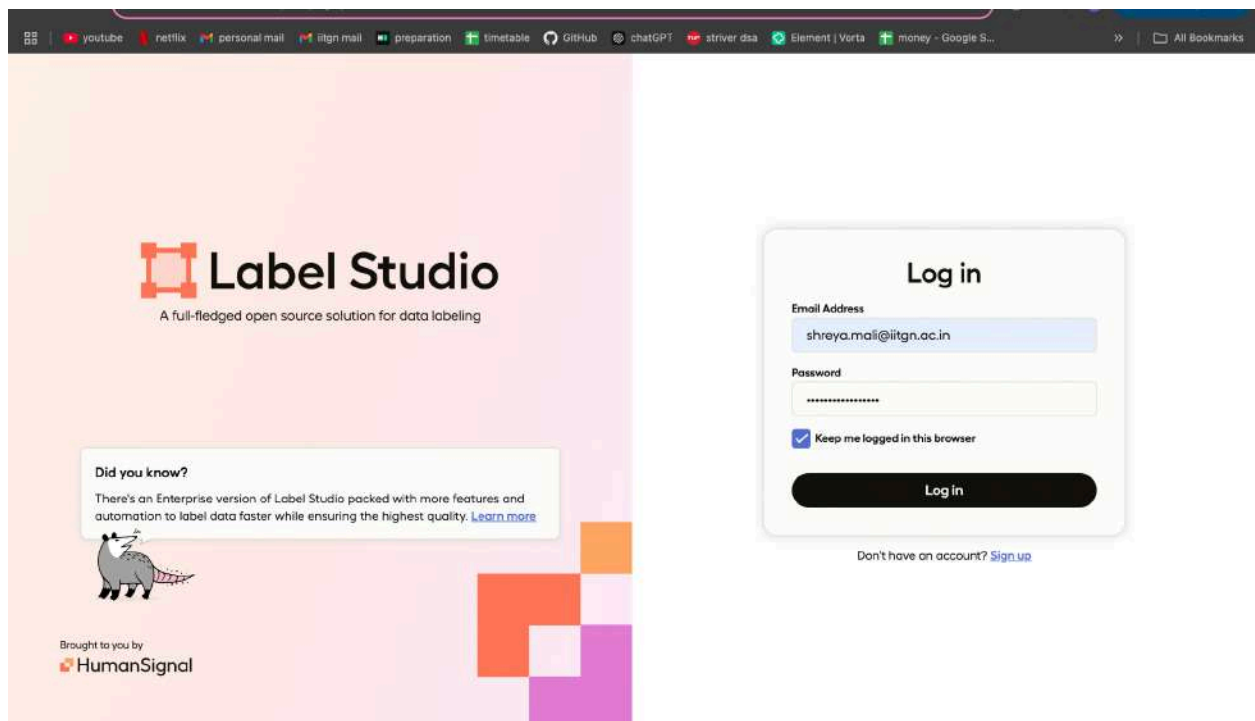 youtube netflix personal mail iitgn mail preparation timetable GitHub chatGPT striver dsa Element | Vorta money - Google S... » All Bookmarks
Label Studio
A full-fledged open source solution for data labeling
Did you know?
There's an Enterprise version of Label Studio packed with more features and
automation to label data faster while ensuring the highest quality. Learn more
Brought to you by
HumanSignal
Log in
Email Address
shreya.mali@iitgn.ac.in
Password
Keep me logged in this browser
Log in
Don't have an account? Sign up